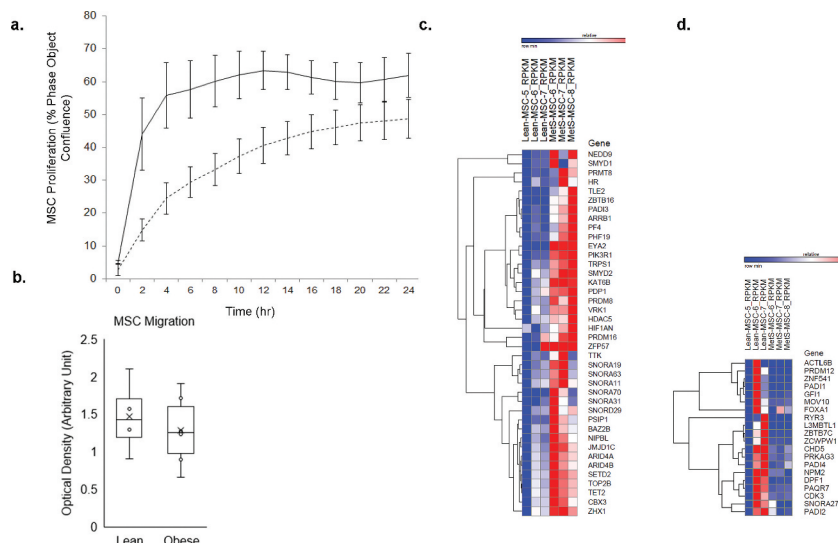 a.
MSC Proliferation (% Phase Object
Confluence)
80
70
60
50
40
30
20
10
0
0 2 4 6 8 10 12 14 16 18 20 22 24
Time (hr)
b.
MSC Migration
Optical Density (Arbitrary Unit)
2.5
2
1.5
1
0.5
0
Lean Obese
c.
relative
row min
Lean-MSC-5_RPKM
Lean-MSC-6_RPKM
Lean-MSC-7_RPKM
MetS-MSC-6_RPKM
MetS-MSC-7_RPKM
MetS-MSC-8_RPKM
Gene
NEDD9
SMYD1
PRMT8
HR
TLE2
ZBTB16
PADI3
ARRB1
PF4
PHF19
EYA2
PIK3R1
TRPS1
SMYD2
KAT6B
PDP1
PRDM8
VRK1
HDAC5
HIF1AN
PRDM16
ZFP57
TTK
SNORA19
SNORA63
SNORA11
SNORA70
SNORA31
SNORD29
PSIP1
BAZ2B
NIPBL
JMJD1C
ARID4A
ARID4B
SETD2
TOP2B
TET2
CBX3
ZHX1
d.
relative
row min
Lean-MSC-5_RPKM
Lean-MSC-6_RPKM
Lean-MSC-7_RPKM
MetS-MSC-6_RPKM
MetS-MSC-7_RPKM
MetS-MSC-8_RPKM
Gene
ACTL6B
PRDM12
ZNF541
PADI1
GFI1
MOV10
FOXA1
RYR3
L3MBTL1
ZBTB7C
ZCWPW1
CHD5
PRKAG3
PADI4
NPM2
DPF1
PAQR7
CDK3
SNORA27
PADI2